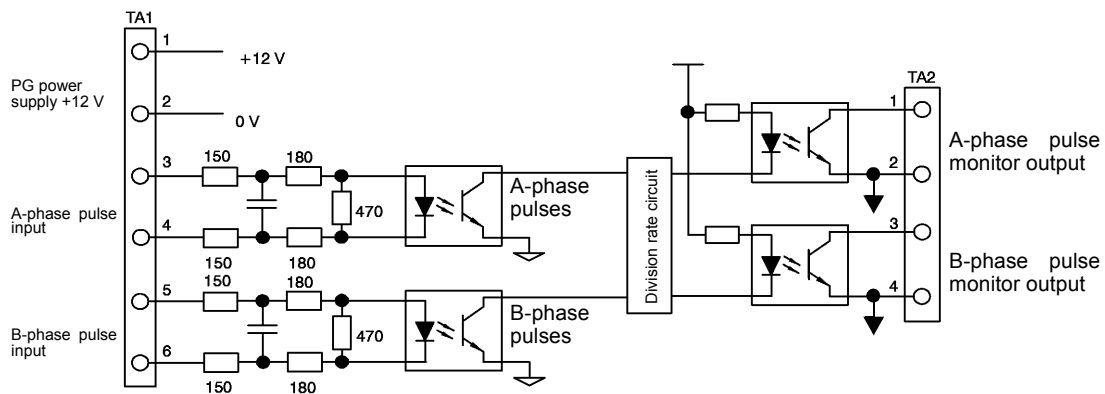 TA1
1
+12 V
PG power
supply +12 V
2
0 V
3
150
180
A-phase pulse
input
470
4
150
180
A-phase
pulses
5
150
180
B-phase pulse
input
470
6
150
180
B-phase
pulses
Division rate circuit
TA2
1
A-phase pulse
monitor output
2
3
B-phase pulse
monitor output
4